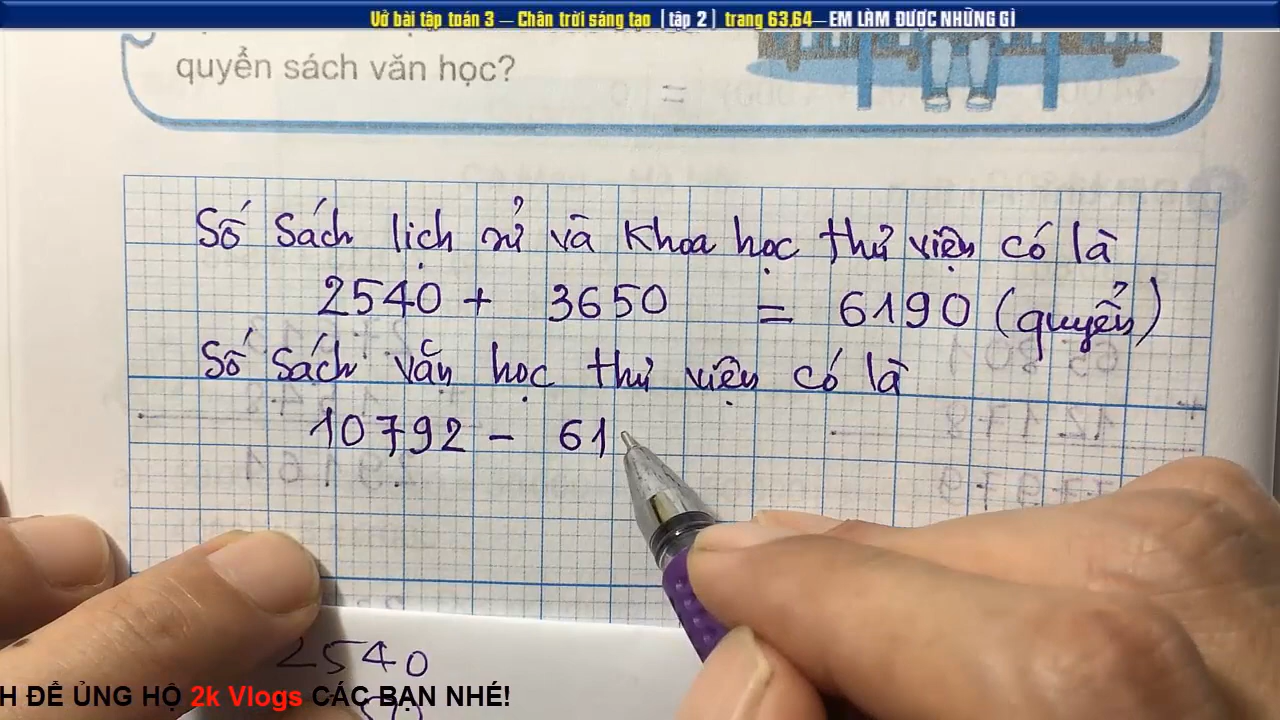 Vở bài tập toán 3 – Chân trời sáng tạo (tập 2) trang 63,64–EM LÀM ĐƯỢC NHỮNG GÌ
quyển sách văn học?
Số sách lịch sử và khoa học thư viện có là
2540 + 3650 = 6190 (quyển)
Số sách văn học thư viện có là
10792 - 61
2540
H ĐỂ ỦNG HỘ 2k Vlogs CÁC BẠN NHÉ!